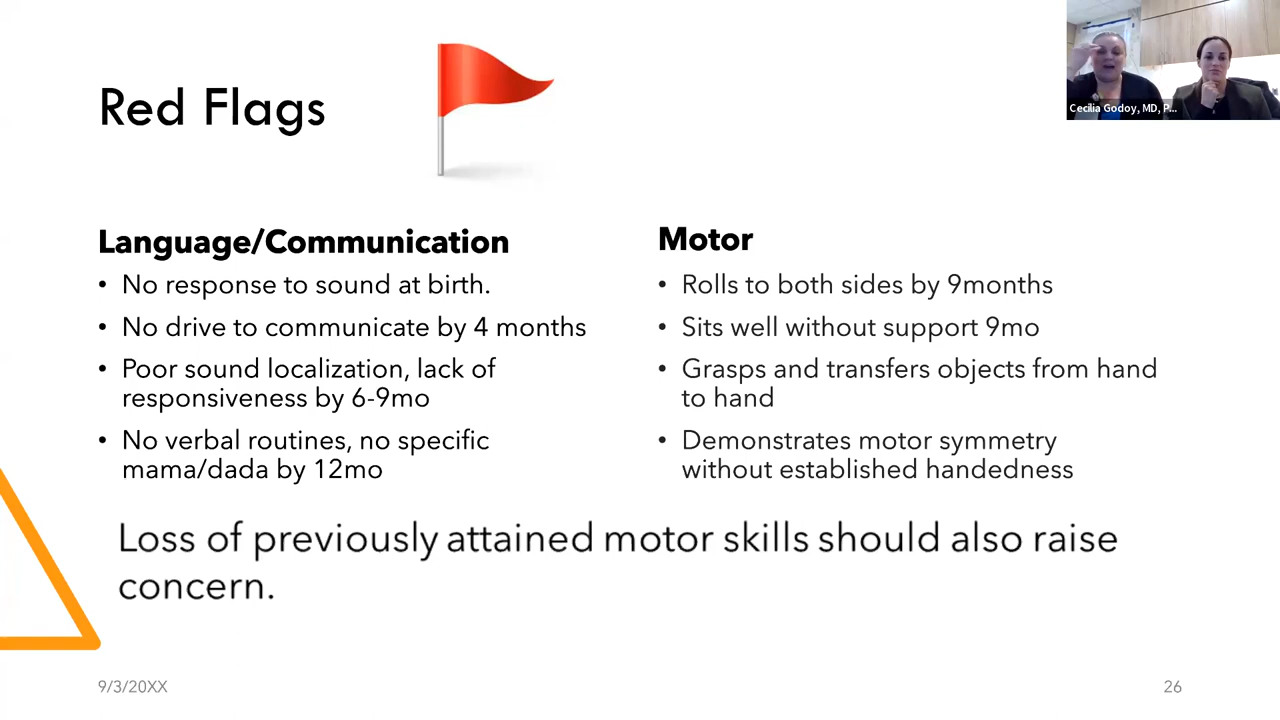 Red Flags
Cecilia Godoy, MD, P...
Language/Communication
• No response to sound at birth.
• No drive to communicate by 4 months
• Poor sound localization, lack of
responsiveness by 6-9mo
• No verbal routines, no specific
mama/dada by 12mo
Motor
• Rolls to both sides by 9months
• Sits well without support 9mo
• Grasps and transfers objects from hand
to hand
• Demonstrates motor symmetry
without established handedness
Loss of previously attained motor skills should also raise
concern.
9/3/20XX
26